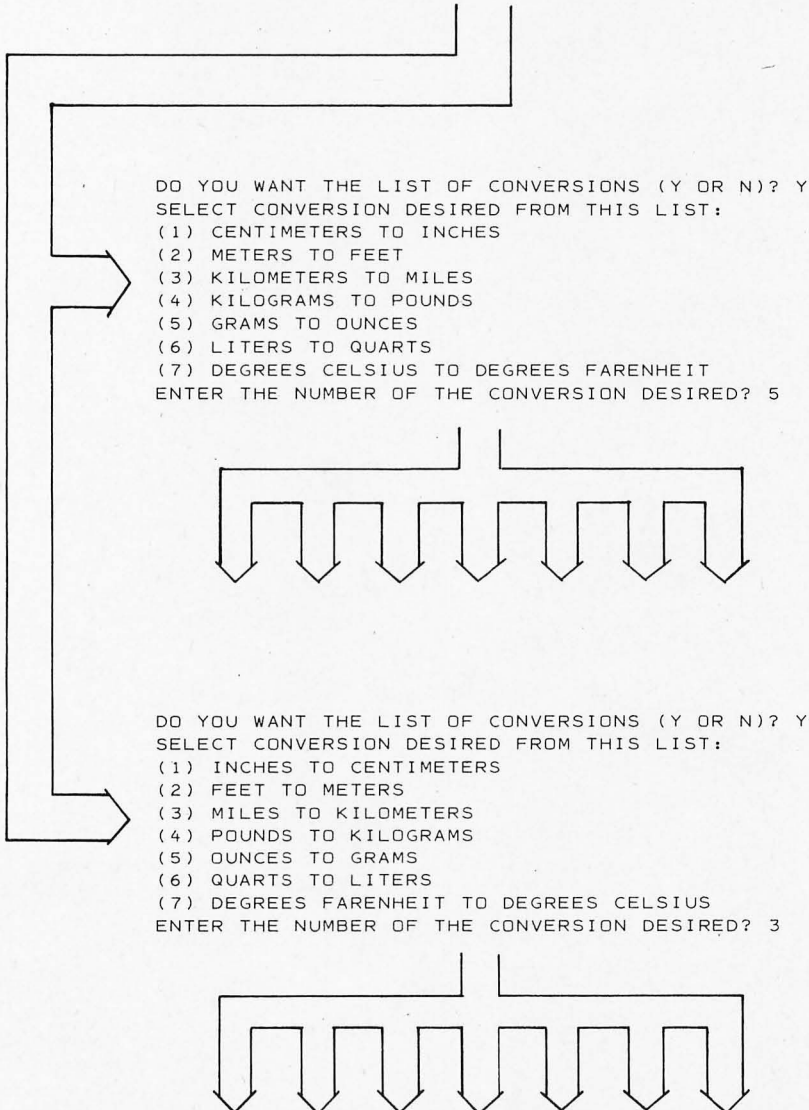 DO YOU WANT THE LIST OF CONVERSIONS (Y OR N)? Y
SELECT CONVERSION DESIRED FROM THIS LIST:
(1) CENTIMETERS TO INCHES
(2) METERS TO FEET
(3) KILOMETERS TO MILES
(4) KILOGRAMS TO POUNDS
(5) GRAMS TO OUNCES
(6) LITERS TO QUARTS
(7) DEGREES CELSIUS TO DEGREES FARENHEIT
ENTER THE NUMBER OF THE CONVERSION DESIRED? 5
DO YOU WANT THE LIST OF CONVERSIONS (Y OR N)? Y
SELECT CONVERSION DESIRED FROM THIS LIST:
(1) INCHES TO CENTIMETERS
(2) FEET TO METERS
(3) MILES TO KILOMETERS
(4) POUNDS TO KILOGRAMS
(5) OUNCES TO GRAMS
(6) QUARTS TO LITERS
(7) DEGREES FARENHEIT TO DEGREES CELSIUS
ENTER THE NUMBER OF THE CONVERSION DESIRED? 3